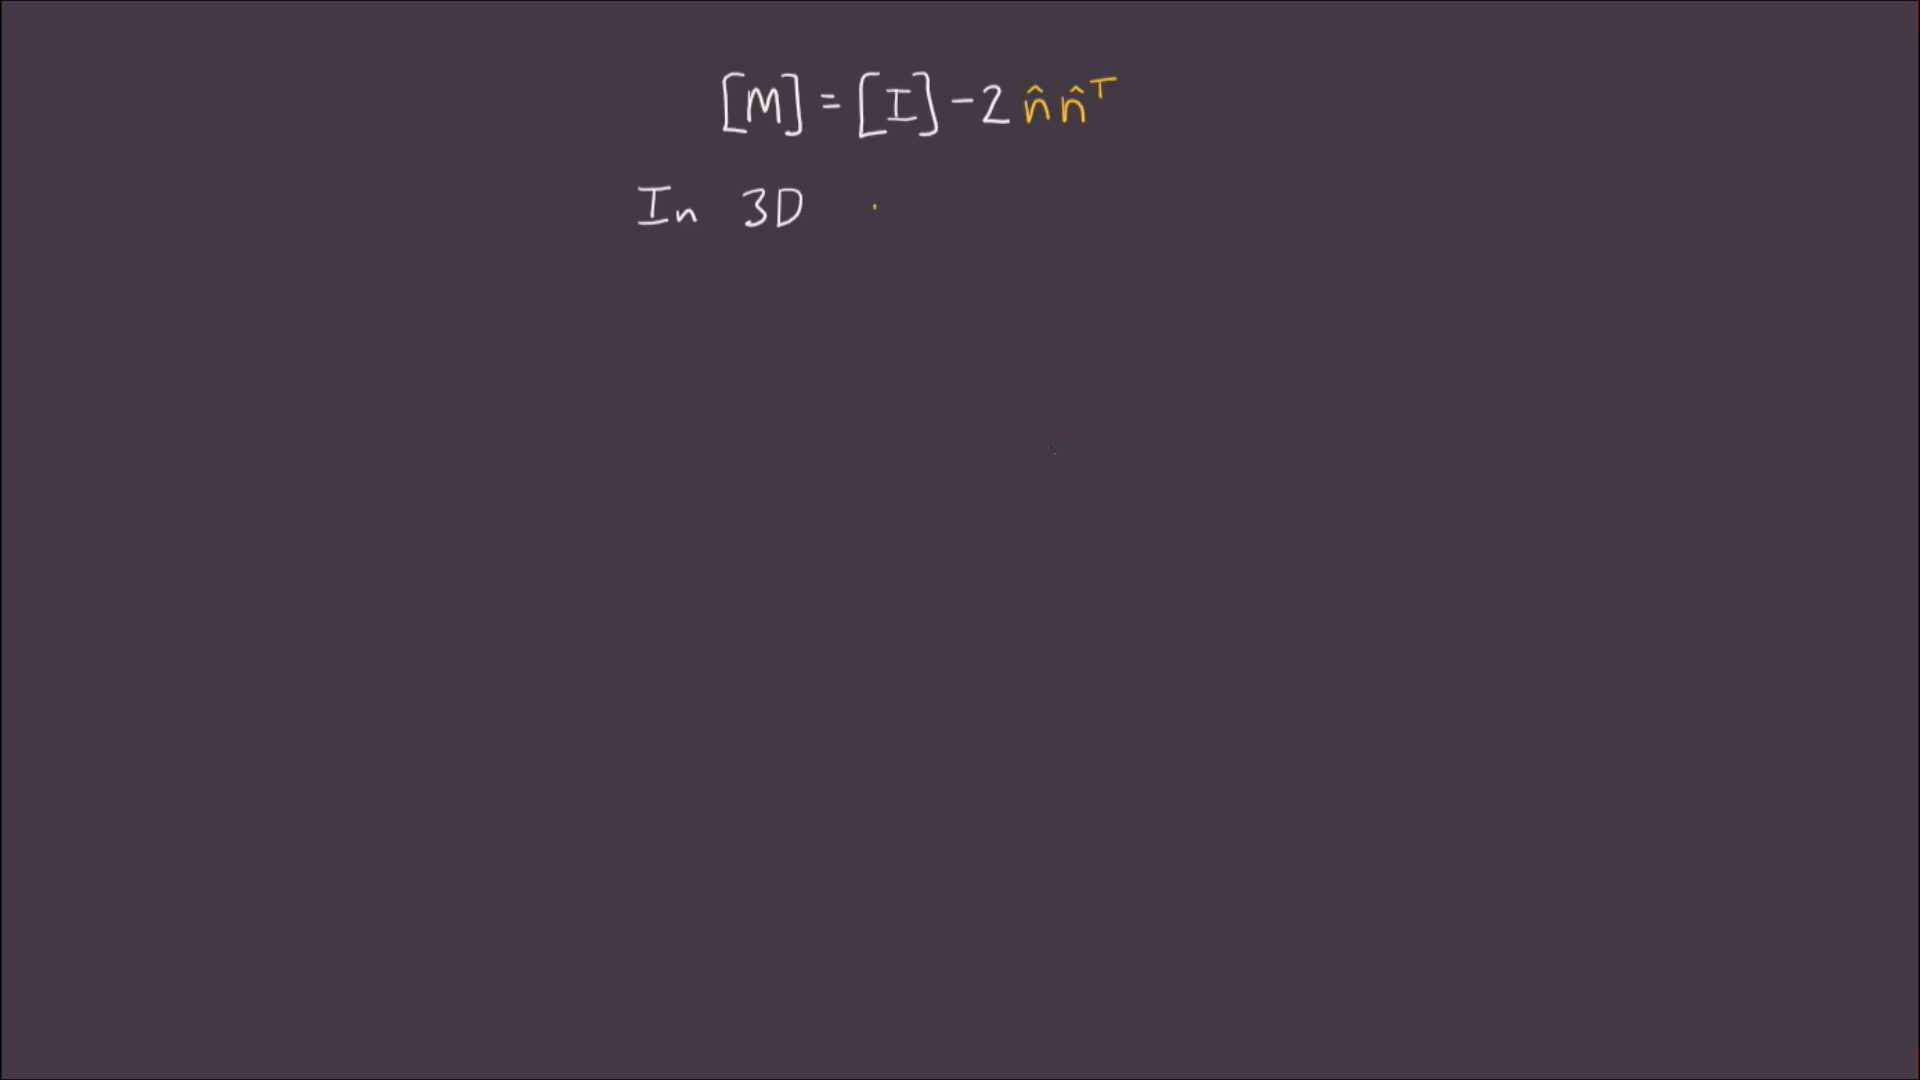 [M] = [I] - 2 n̂ n̂ᵀ
In 3D